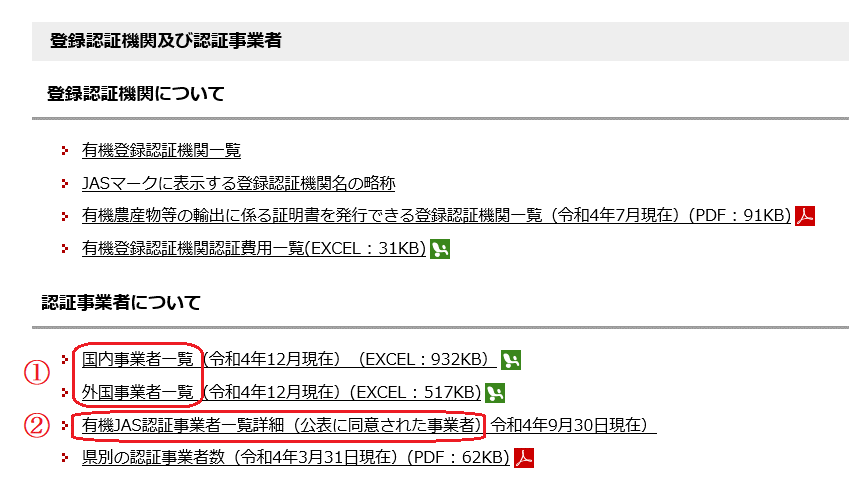 登録認証機関及び認証事業者
登録認証機関について
有機登録認証機関一覧
JASマークに表示する登録認証機関名の略称
有機農産物等の輸出に係る証明書を発行できる登録認証機関一覧（令和4年7月現在）(PDF：91KB)
有機登録認証機関認証費用一覧(EXCEL：31KB)
認証事業者について
① 国内事業者一覧（令和4年12月現在）（EXCEL：932KB）
外国事業者一覧（令和4年12月現在）(EXCEL：517KB)
② 有機JAS認証事業者一覧詳細（公表に同意された事業者）令和4年9月30日現在）
県別の認証事業者数（令和4年3月31日現在）(PDF：62KB)